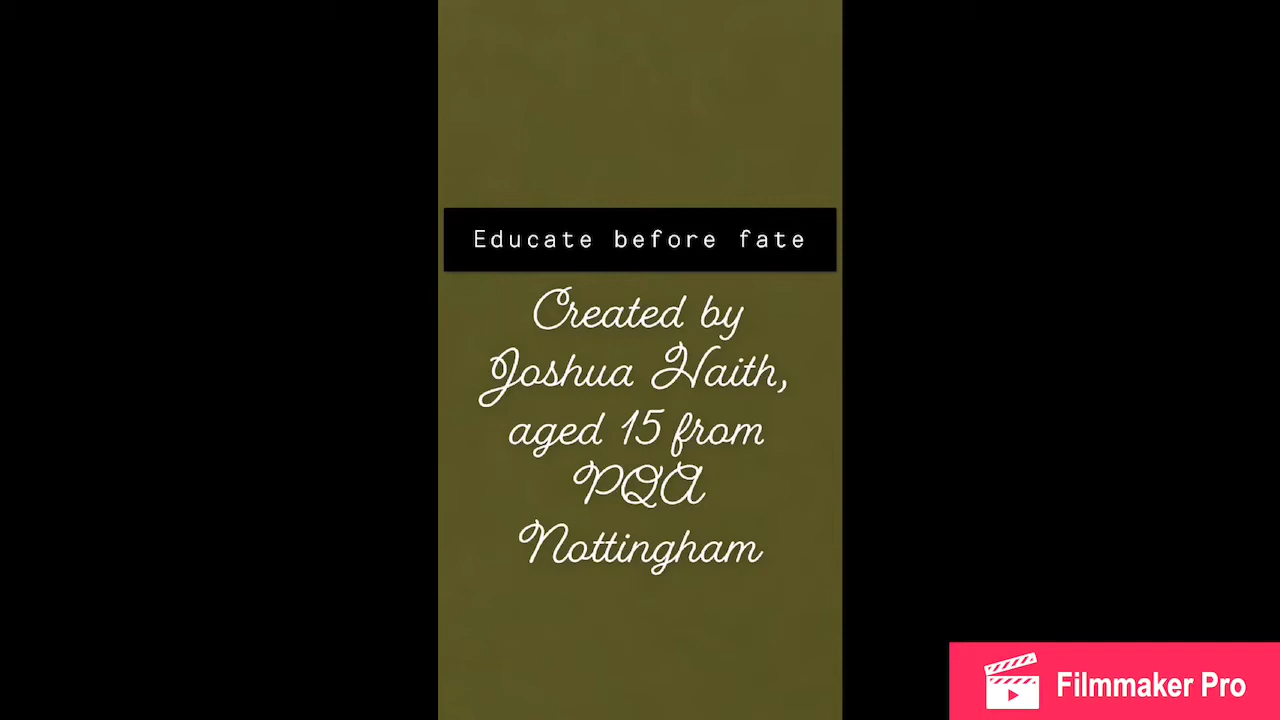 Educate before fate
Created by
Joshua Haith,
aged 15 from
PQA
Nottingham
Filmmaker Pro